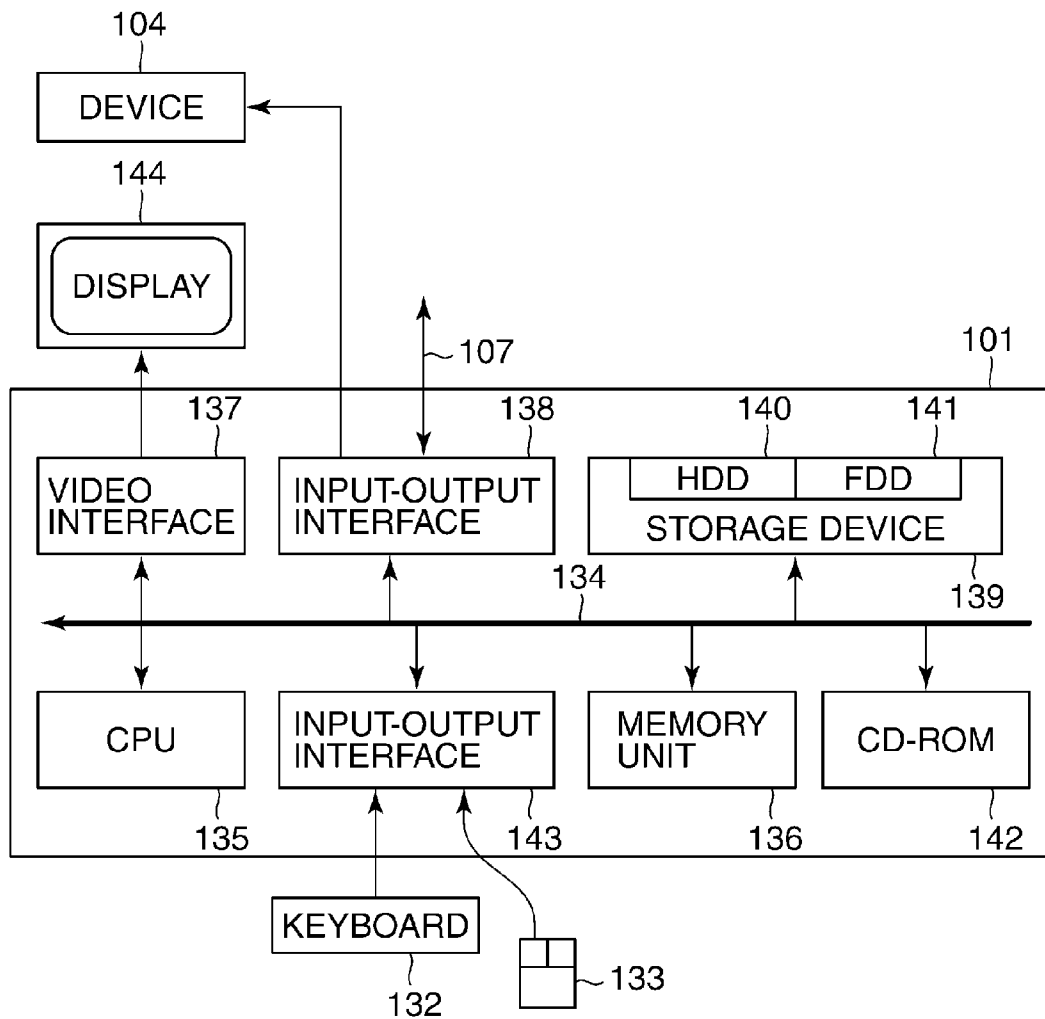 104
DEVICE
144
DISPLAY
107
101
137
138
140
141
VIDEO
INTERFACE
INPUT-OUTPUT
INTERFACE
HDD
FDD
STORAGE DEVICE
134
139
CPU
INPUT-OUTPUT
INTERFACE
MEMORY
UNIT
CD-ROM
135
143
136
142
KEYBOARD
132
133